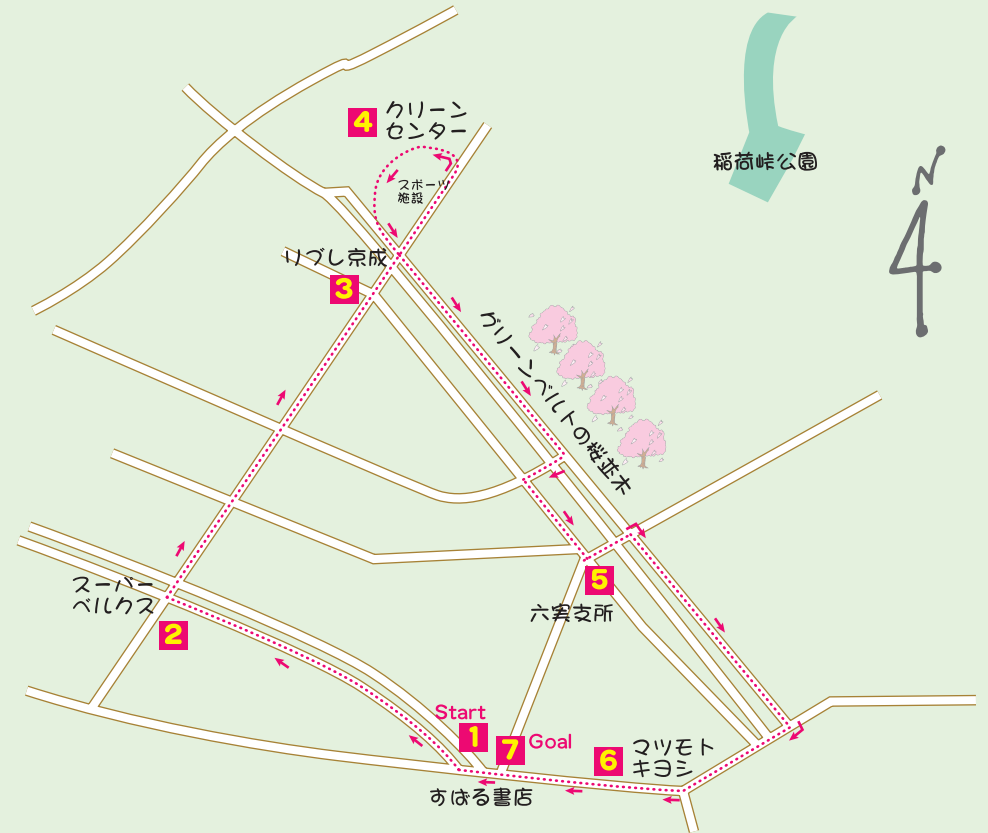 4
クリーン
センター
スポーツ
施設
稲荷峠公園
N
リブレ京成
3
グリーンベルトの桜並木
スーパー
ベルクス
2
5
六実支所
Start
1
7
Goal
6
マツモト
キヨシ
すばる書店